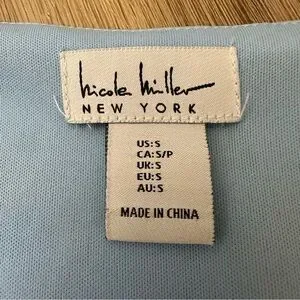 Nicole Miller
NEW YORK
US:S
CA:S/P
UK:S
EU:S
AU:S
MADE IN CHINA